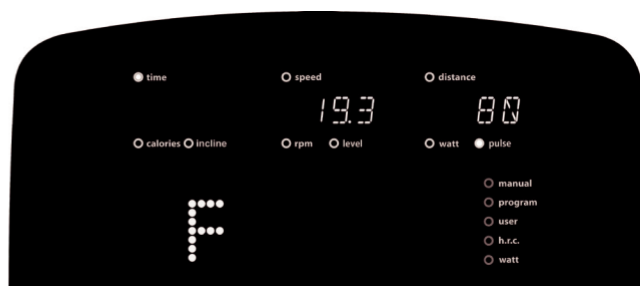 time speed distance
19.3 80
calories incline rpm level watt pulse
manual
program
user
h.r.c.
watt
F